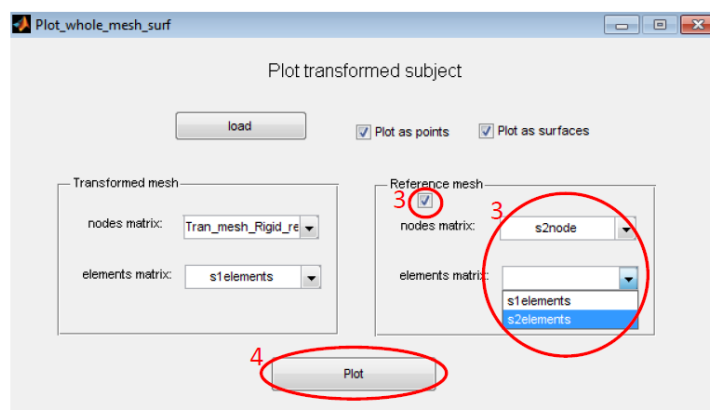 Plot_whole_mesh_surf
Plot transformed subject
load
Plot as points
Plot as surfaces
Transformed mesh
nodes matrix:
Tran_mesh_Rigid_re
elements matrix:
s1elements
Reference mesh
3
3
nodes matrix:
s2node
elements matrix:
s1elements
s2elements
4
Plot